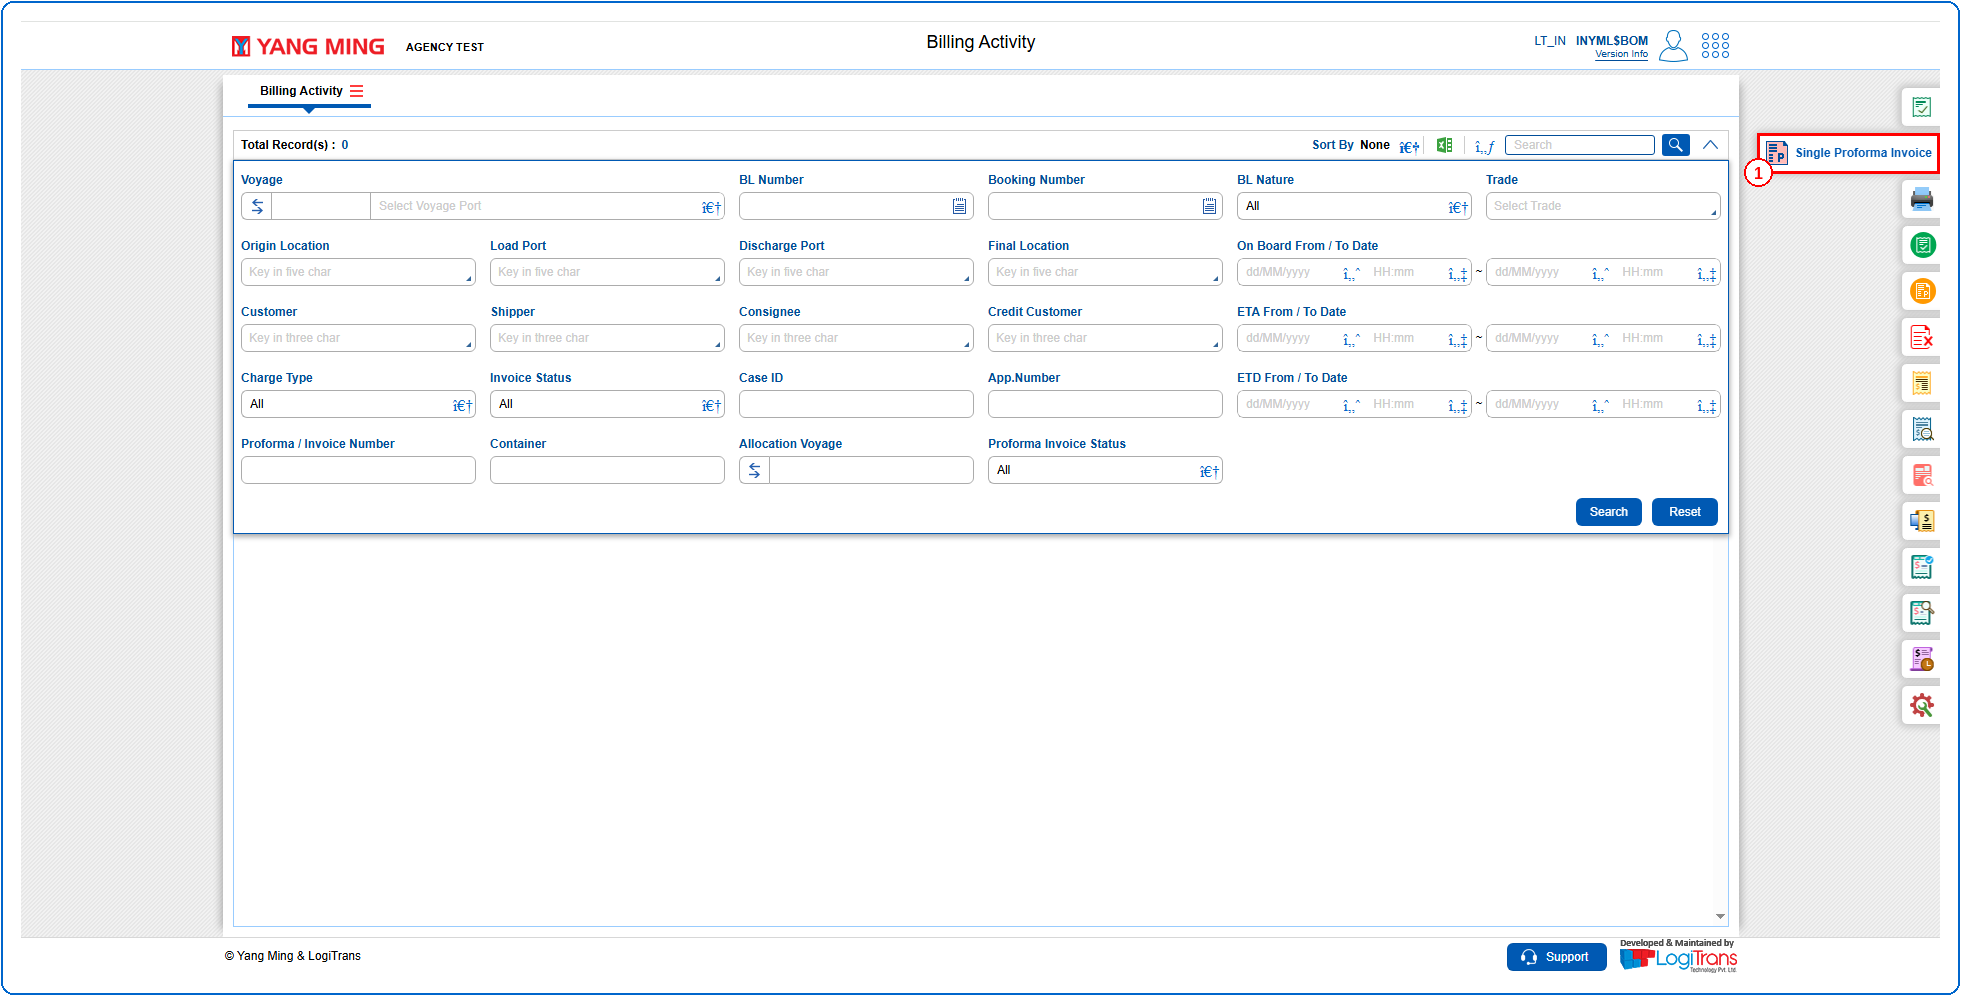 YANG MING
AGENCY TEST
Billing Activity
LT_IN INYML$BOM
Version Info
Billing Activity
Total Record(s) : 0
Sort By None î€† î„ƒ Search
1 Single Proforma Invoice
Voyage BL Number Booking Number BL Nature Trade
Select Voyage Port î€† All î€† Select Trade
Origin Location Load Port Discharge Port Final Location On Board From / To Date
Key in five char Key in five char Key in five char Key in five char dd/MM/yyyy î„ˆ HH:mm î„‡ ~ dd/MM/yyyy î„ˆ HH:mm î„‡
Customer Shipper Consignee Credit Customer ETA From / To Date
Key in three char Key in three char Key in three char Key in three char dd/MM/yyyy î„ˆ HH:mm î„‡ ~ dd/MM/yyyy î„ˆ HH:mm î„‡
Charge Type Invoice Status Case ID App.Number ETD From / To Date
All î€† All î€† dd/MM/yyyy î„ˆ HH:mm î„‡ ~ dd/MM/yyyy î„ˆ HH:mm î„‡
Proforma / Invoice Number Container Allocation Voyage Proforma Invoice Status
All î€†
Search Reset
© Yang Ming & LogiTrans
Support
Developed & Maintained by
LogiTrans
Technology Pvt. Ltd.